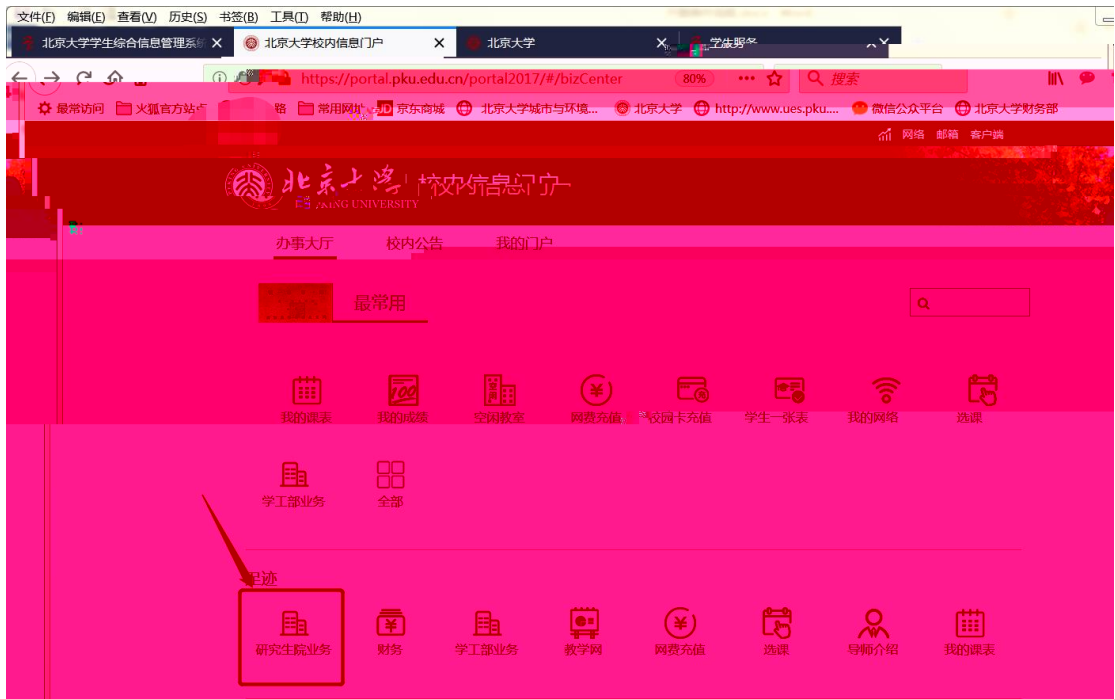 文件(F) 编辑(E) 查看(V) 历史(S) 书签(B) 工具(T) 帮助(H)
北京大学学生综合信息管理系统 × 北京大学校内信息门户 × 北京大学 ×
https://portal.pku.edu.cn/portal2017/#/bizCenter 80% ••• 搜索
最常访问 火狐官方站点 常用网址 JD 京东商城 北京大学城市与环境... 北京大学 http://www.ues.pku.... 微信公众平台 北京大学财务部
网络 邮箱 客户端
北京大学 校内信息门户
UNIVERSITY
办事大厅 校内公告 我的门户
最常用
100
我的课表 我的成绩 空闲教室 网费充值 校园卡充值 学生一张表 我的网络 选课
学工部业务 全部
足迹
研究生院业务 财务 学工部业务 教学网 网费充值 选课 导师介绍 我的课表